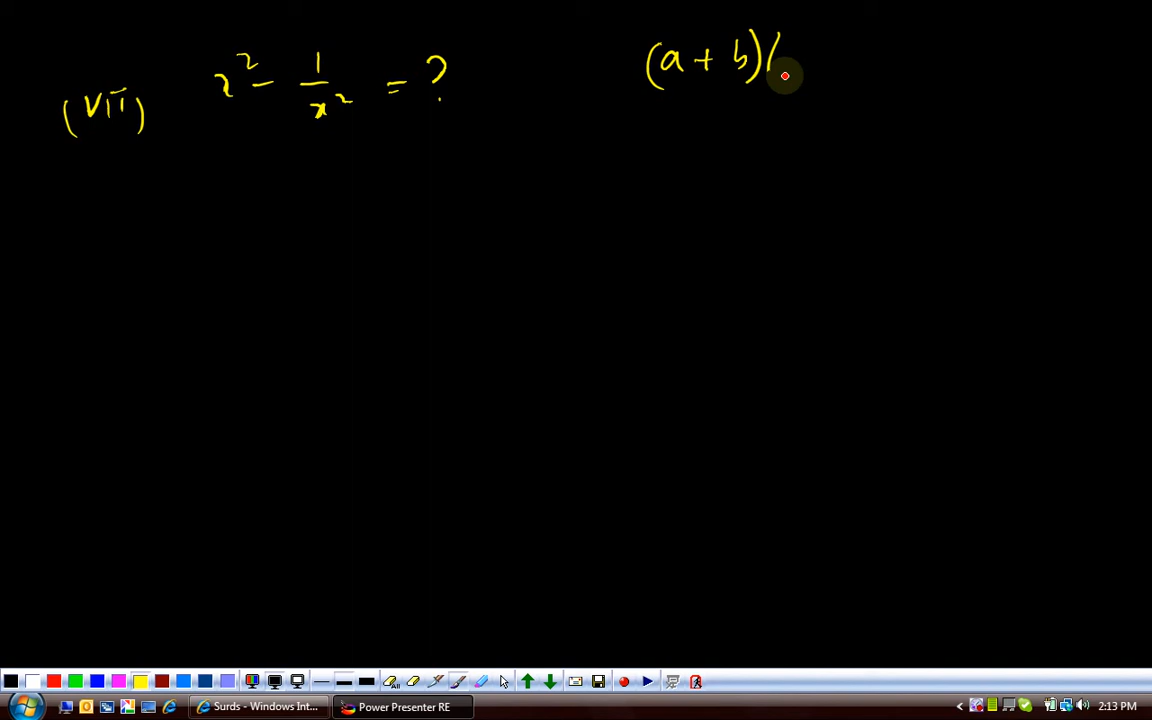 (VII) x² - 1/x² = ?
(a + b)(
Surds - Windows Int...
Power Presenter RE
2:13 PM